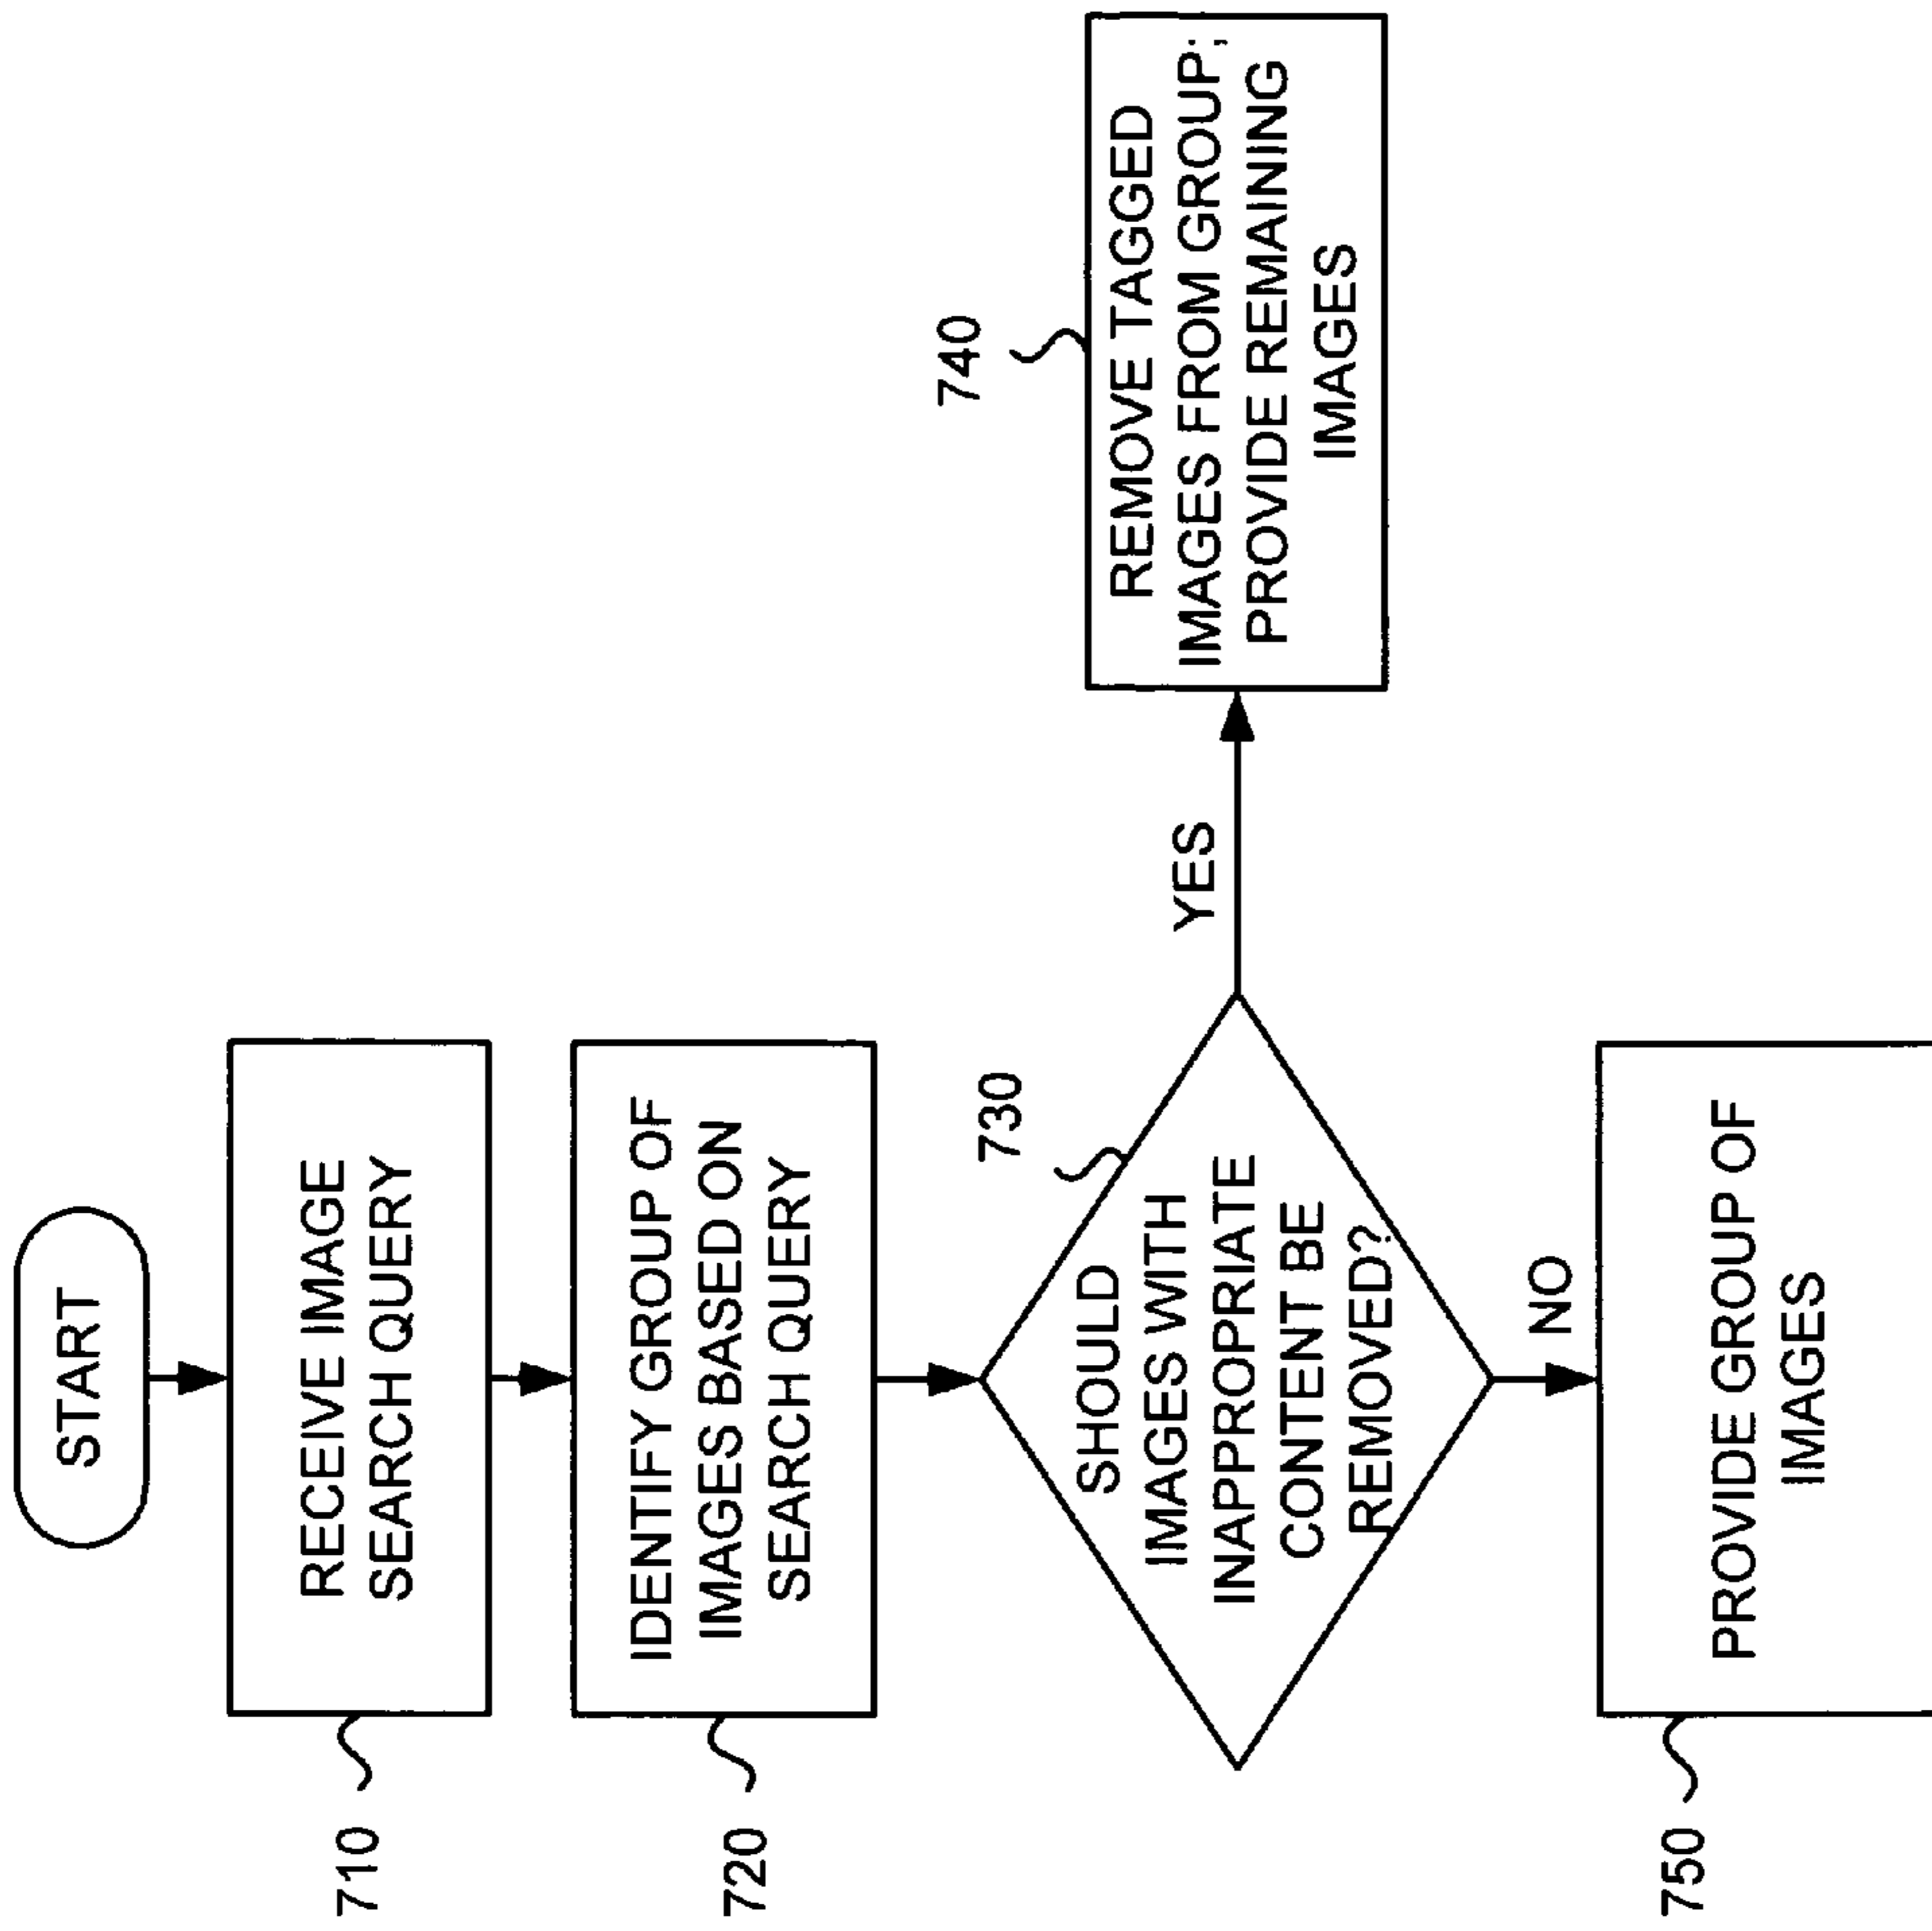 START
710
RECEIVE IMAGE
SEARCH QUERY
720
IDENTIFY GROUP OF
IMAGES BASED ON
SEARCH QUERY
730
SHOULD
IMAGES WITH
INAPPROPRIATE
CONTENT BE
REMOVED?
YES
740
REMOVE TAGGED
IMAGES FROM GROUP;
PROVIDE REMAINING
IMAGES
NO
750
PROVIDE GROUP OF
IMAGES